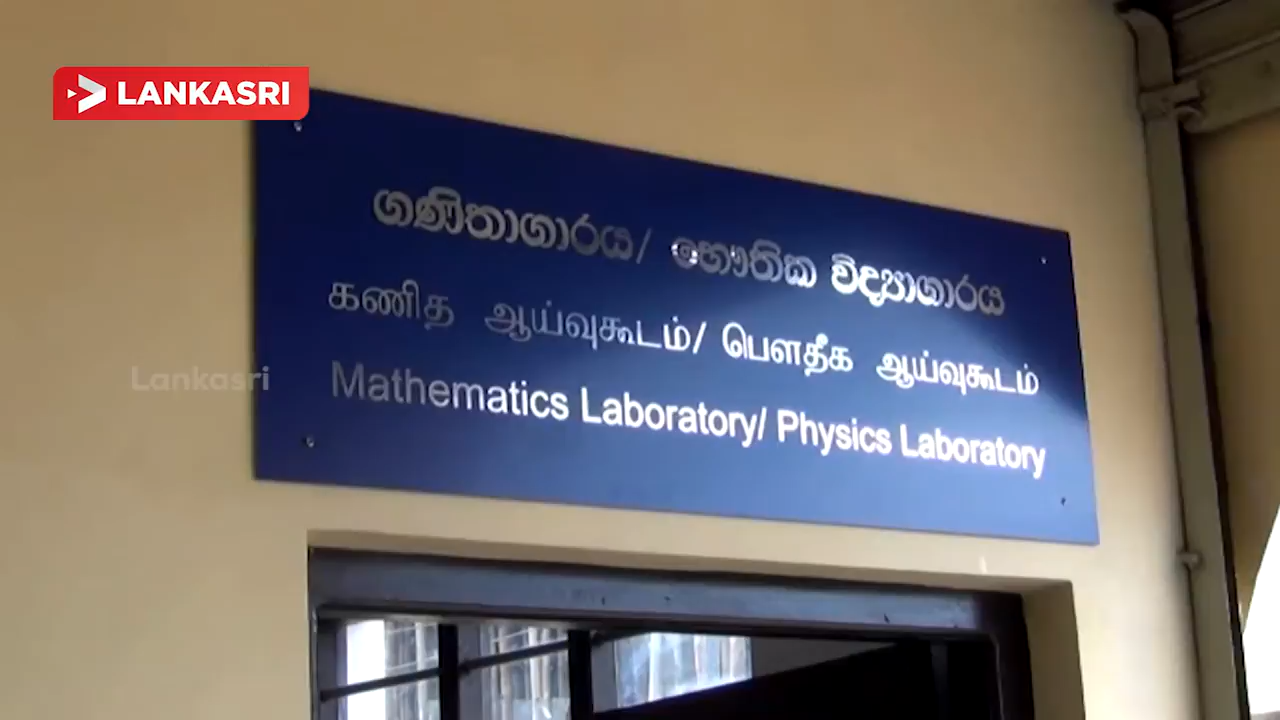 LANKASRI
ගණිතාගාරය/ භෞතික විද්‍යාගාරය
கணித ஆய்வுகூடம்/ பௌதீக ஆய்வுகூடம்
Lankasri
Mathematics Laboratory/ Physics Laboratory